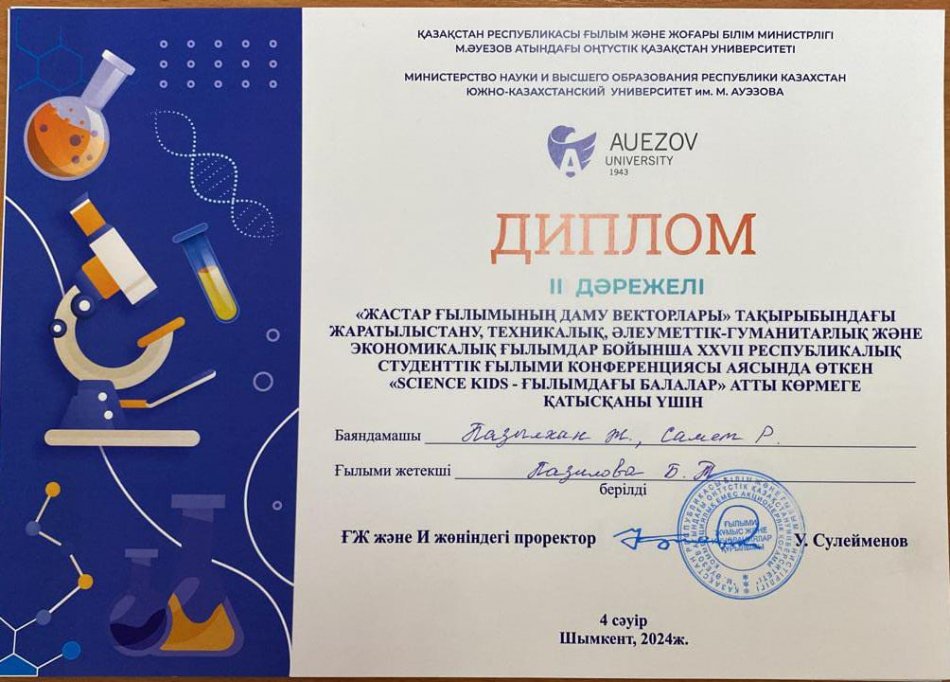 ҚАЗАҚСТАН РЕСПУБЛИКАСЫ ҒЫЛЫМ ЖӘНЕ ЖОҒАРЫ БІЛІМ МИНИСТРЛІГІ
М.ӘУЕЗОВ АТЫНДАҒЫ ОҢТҮСТІК ҚАЗАҚСТАН УНИВЕРСИТЕТІ
МИНИСТЕРСТВО НАУКИ И ВЫСШЕГО ОБРАЗОВАНИЯ РЕСПУБЛИКИ КАЗАХСТАН
ЮЖНО-КАЗАХСТАНСКИЙ УНИВЕРСИТЕТ им. М. АУЭЗОВА
AUEZOV
UNIVERSITY
1943
ДИПЛОМ
II ДӘРЕЖЕЛІ
«ЖАСТАР ҒЫЛЫМЫНЫҢ ДАМУ ВЕКТОРЛАРЫ» ТАҚЫРЫБЫНДАҒЫ
ЖАРАТЫЛЫСТАНУ, ТЕХНИКАЛЫҚ, ӘЛЕУМЕТТІК-ГУМАНИТАРЛЫҚ ЖӘНЕ
ЭКОНОМИКАЛЫҚ ҒЫЛЫМДАР БОЙЫНША XXVII РЕСПУБЛИКАЛЫҚ
СТУДЕНТТІК ҒЫЛЫМИ КОНФЕРЕНЦИЯСЫ АЯСЫНДА ӨТКЕН
«SCIENCE KIDS - ҒЫЛЫМДАҒЫ БАЛАЛАР» АТТЫ КӨРМЕГЕ
ҚАТЫСҚАНЫ ҮШІН
Баяндамашы Пазылхан Ж., Самет Р.
Ғылыми жетекші Пазилова Б. Т
берілді
ҒЖ және И жөніндегі проректор У. Сулейменов
4 сәуір
Шымкент, 2024ж.